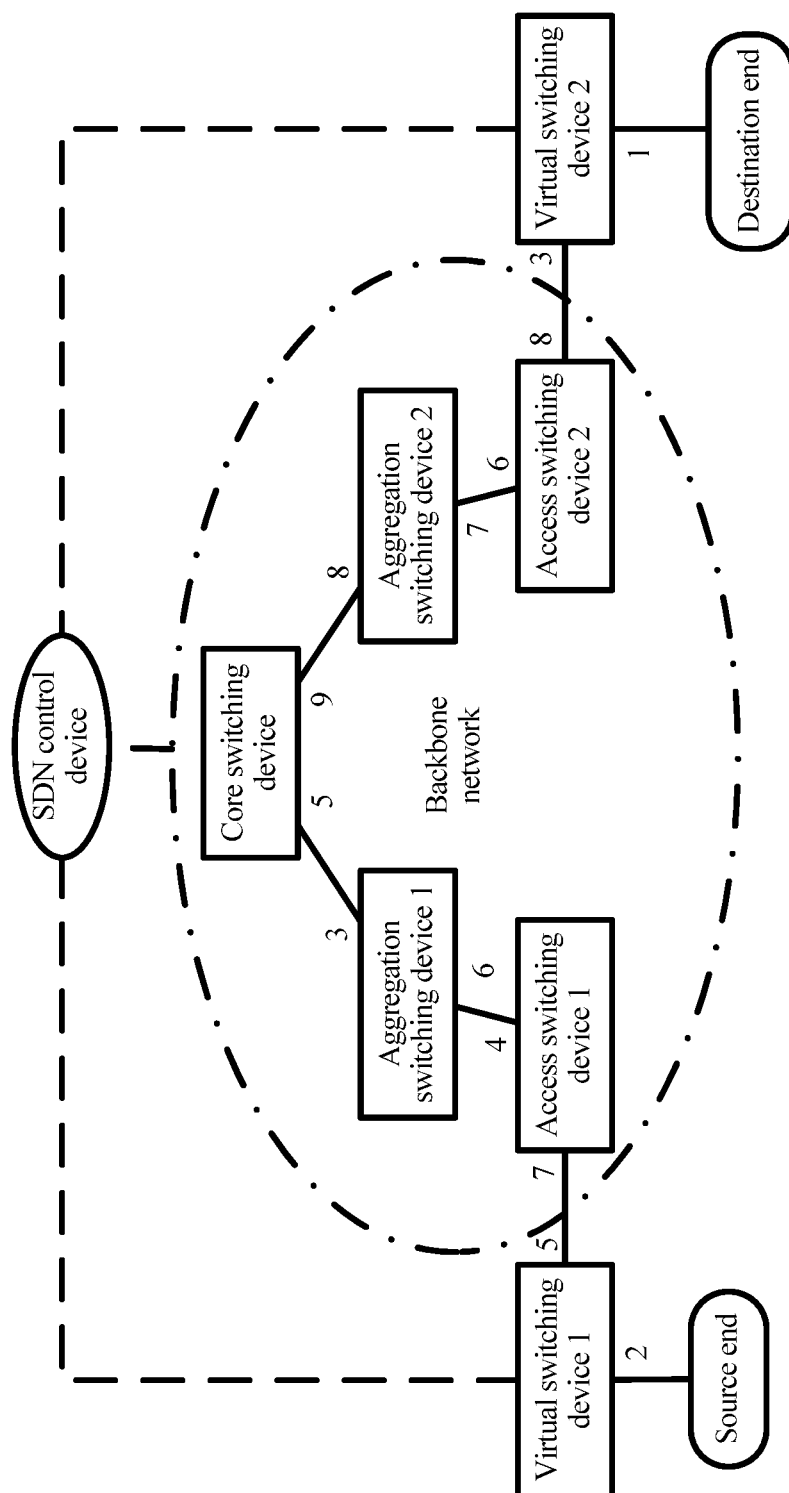 SDN control
device
Core switching
device
5
9
3
8
Aggregation
switching device 1
Aggregation
switching device 2
Backbone
network
6
7
4
6
Virtual switching
device 1
5
7
Access switching
device 1
Access switching
device 2
8
3
Virtual switching
device 2
2
1
Source end
Destination end